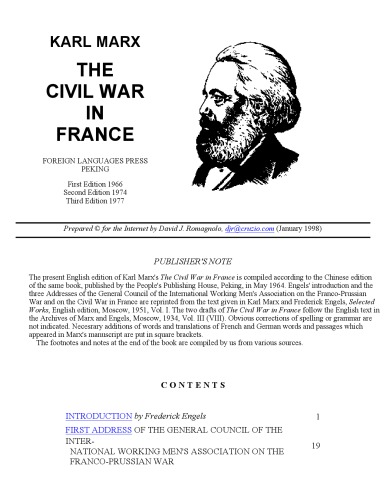 KARL MARX
THE
CIVIL WAR
IN
FRANCE
FOREIGN LANGUAGES PRESS
PEKING
First Edition 1966
Second Edition 1974
Third Edition 1977
Prepared © for the Internet by David J. Romagnolo, djr@cruzio.com (January 1998)
PUBLISHER'S NOTE
The present English edition of Karl Marx's The Civil War in France is compiled according to the Chinese edition
of the same book, published by the People's Publishing House, Peking, in May 1964. Engels' introduction and the
three Addresses of the General Council of the International Working Men's Association on the Franco-Prussian
War and on the Civil War in France are reprinted from the text given in Karl Marx and Frederick Engels, Selected
Works, English edition, Moscow, 1951, Vol. I. The two drafts of The Civil War in France follow the English text in
the Archives of Marx and Engels, Moscow, 1934, Vol. III (VIII). Obvious corrections of spelling or grammar are
not indicated. Necessary additions of words and translations of French and German words and passages which
appeared in Marx's manuscript are put in square brackets.
The footnotes and notes at the end of the book are compiled by us from various sources.
C O N T E N T S
INTRODUCTION by Frederick Engels 1
FIRST ADDRESS OF THE GENERAL COUNCIL OF THE
INTER-
NATIONAL WORKING MEN'S ASSOCIATION ON THE 19
FRANCO-PRUSSIAN WAR